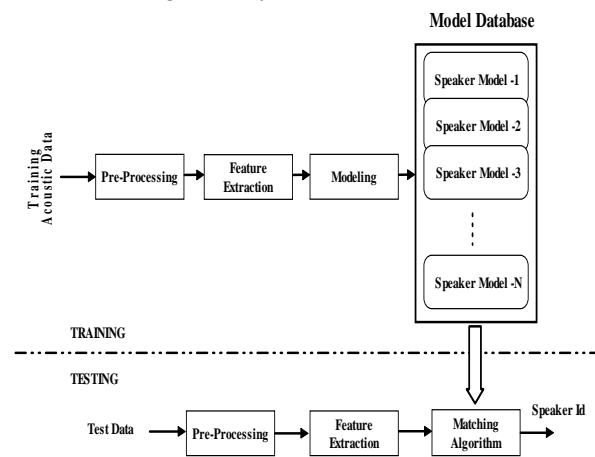 Model Database
Speaker Model -1
Speaker Model -2
Speaker Model -3
Speaker Model -N
Training
Acoustic Data
Pre-Processing
Feature
Extraction
Modeling
TRAINING
TESTING
Test Data
Pre-Processing
Feature
Extraction
Matching
Algorithm
Speaker Id